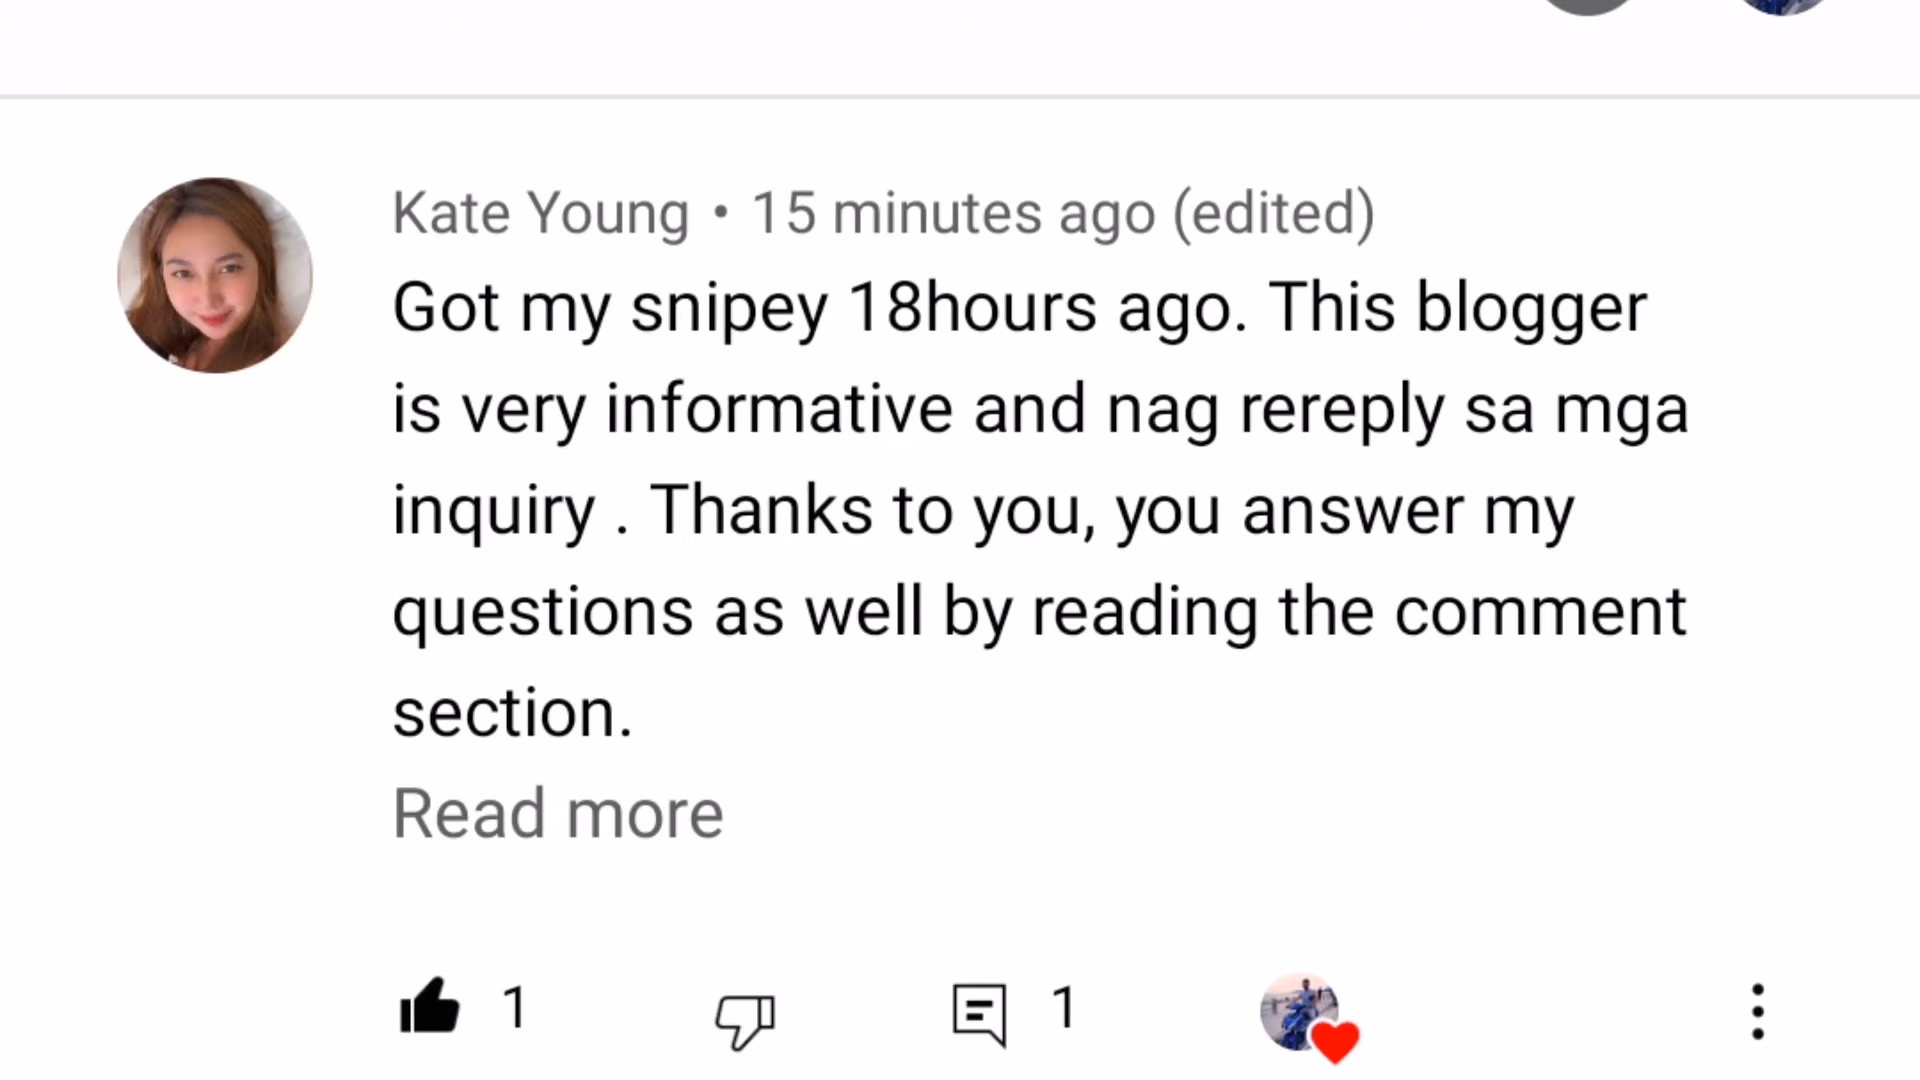 Kate Young • 15 minutes ago (edited)
Got my snipey 18hours ago. This blogger
is very informative and nag rereply sa mga
inquiry . Thanks to you, you answer my
questions as well by reading the comment
section.
Read more
1 1